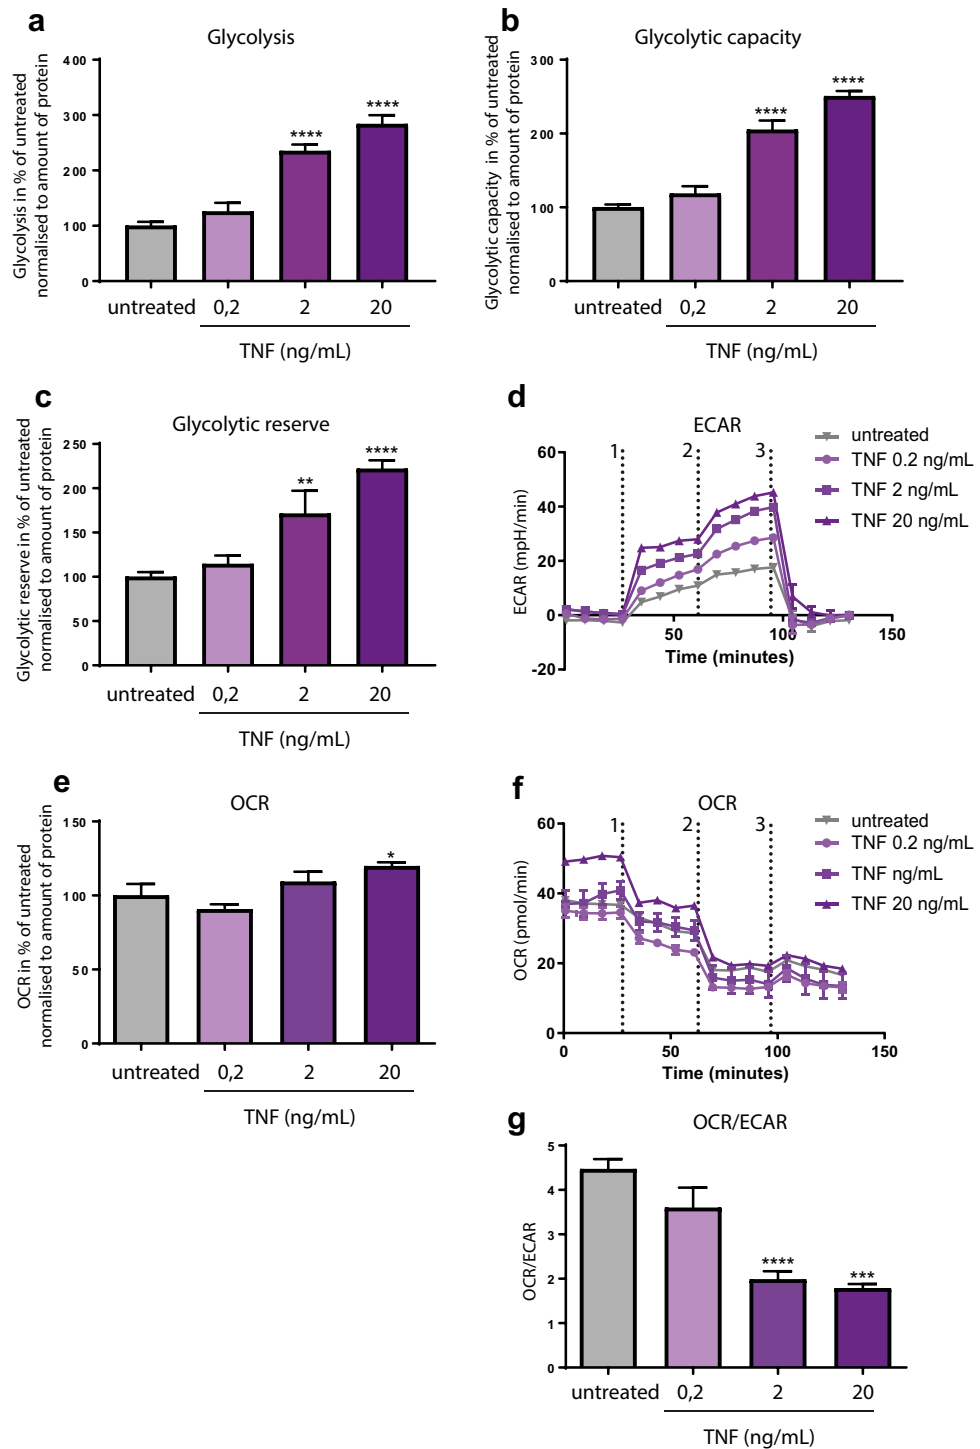 a
Glycolysis
Glycolysis in % of untreated
normalised to amount of protein
400
300
200
100
0
untreated 0,2 2 20
**** ****
TNF (ng/mL)
b
Glycolytic capacity
Glycolytic capacity in % of untreated
normalised to amount of protein
300
200
100
0
**** ****
untreated 0,2 2 20
TNF (ng/mL)
c
Glycolytic reserve
Glycolytic reserve in % of untreated
normalised to amount of protein
250
200
150
100
50
0
** ****
untreated 0,2 2 20
TNF (ng/mL)
d
ECAR
ECAR (mpH/min)
60
40
20
0
-20
1 2 3
50 100 150
Time (minutes)
untreated
TNF 0.2 ng/mL
TNF 2 ng/mL
TNF 20 ng/mL
e
OCR
OCR in % of untreated
normalised to amount of protein
150
100
50
0
*
untreated 0,2 2 20
TNF (ng/mL)
f
OCR
OCR (pmol/min)
60
40
20
0
1 2 3
0 50 100 150
Time (minutes)
untreated
TNF 0.2 ng/mL
TNF ng/mL
TNF 20 ng/mL
g
OCR/ECAR
OCR/ECAR
5
4
3
2
1
0
**** ***
untreated 0,2 2 20
TNF (ng/mL)